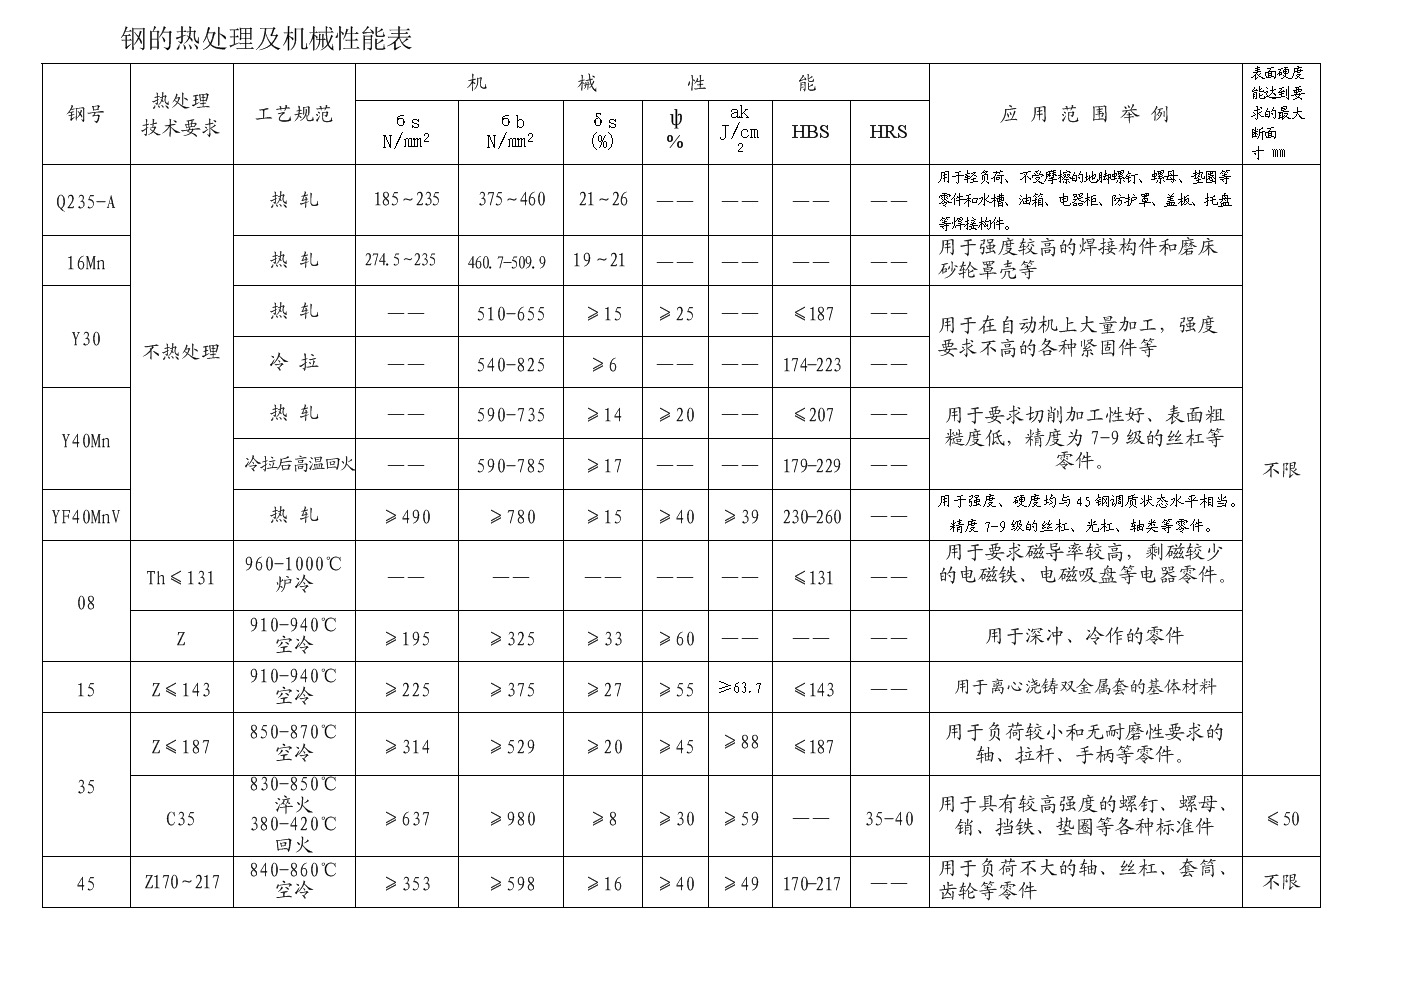 钢的热处理及机械性能表
钢号
热处理
技术要求
工艺规范
机 械 性 能
应 用 范 围 举 例
表面硬度
能达到要
求的最大
断面
寸 mm
σs
N/mm²
σb
N/mm²
δs
(%)
ψ
%
ak
J/cm
2
HBS
HRS
Q235-A
不热处理
热 轧
185~235
375~460
21~26
——
——
——
——
用于轻负荷、不受摩擦的地脚螺钉、螺母、垫圈等
零件和水槽、油箱、电器柜、防护罩、盖板、托盘
等焊接构件。
不限
16Mn
热 轧
274.5~235
460.7-509.9
19~21
——
——
——
——
用于强度较高的焊接构件和磨床
砂轮罩壳等
Y30
热 轧
——
510-655
≥15
≥25
——
≤187
——
用于在自动机上大量加工，强度
要求不高的各种紧固件等
冷 拉
——
540-825
≥6
——
——
174-223
——
Y40Mn
热 轧
——
590-735
≥14
≥20
——
≤207
——
用于要求切削加工性好、表面粗
糙度低，精度为 7-9 级的丝杠等
零件。
冷拉后高温回火
——
590-785
≥17
——
——
179-229
——
YF40MnV
热 轧
≥490
≥780
≥15
≥40
≥39
230-260
——
用于强度、硬度均与 45 钢调质状态水平相当。
精度 7-9 级的丝杠、光杠、轴类等零件。
08
Th≤131
960-1000℃
炉冷
——
——
——
——
——
≤131
——
用于要求磁导率较高，剩磁较少
的电磁铁、电磁吸盘等电器零件。
Z
910-940℃
空冷
≥195
≥325
≥33
≥60
——
——
——
用于深冲、冷作的零件
15
Z≤143
910-940℃
空冷
≥225
≥375
≥27
≥55
≥63.7
≤143
——
用于离心浇铸双金属套的基体材料
35
Z≤187
850-870℃
空冷
≥314
≥529
≥20
≥45
≥88
≤187
用于负荷较小和无耐磨性要求的
轴、拉杆、手柄等零件。
C35
830-850℃
淬火
380-420℃
回火
≥637
≥980
≥8
≥30
≥59
——
35-40
用于具有较高强度的螺钉、螺母、
销、挡铁、垫圈等各种标准件
≤50
45
Z170~217
840-860℃
空冷
≥353
≥598
≥16
≥40
≥49
170-217
——
用于负荷不大的轴、丝杠、套筒、
齿轮等零件
不限